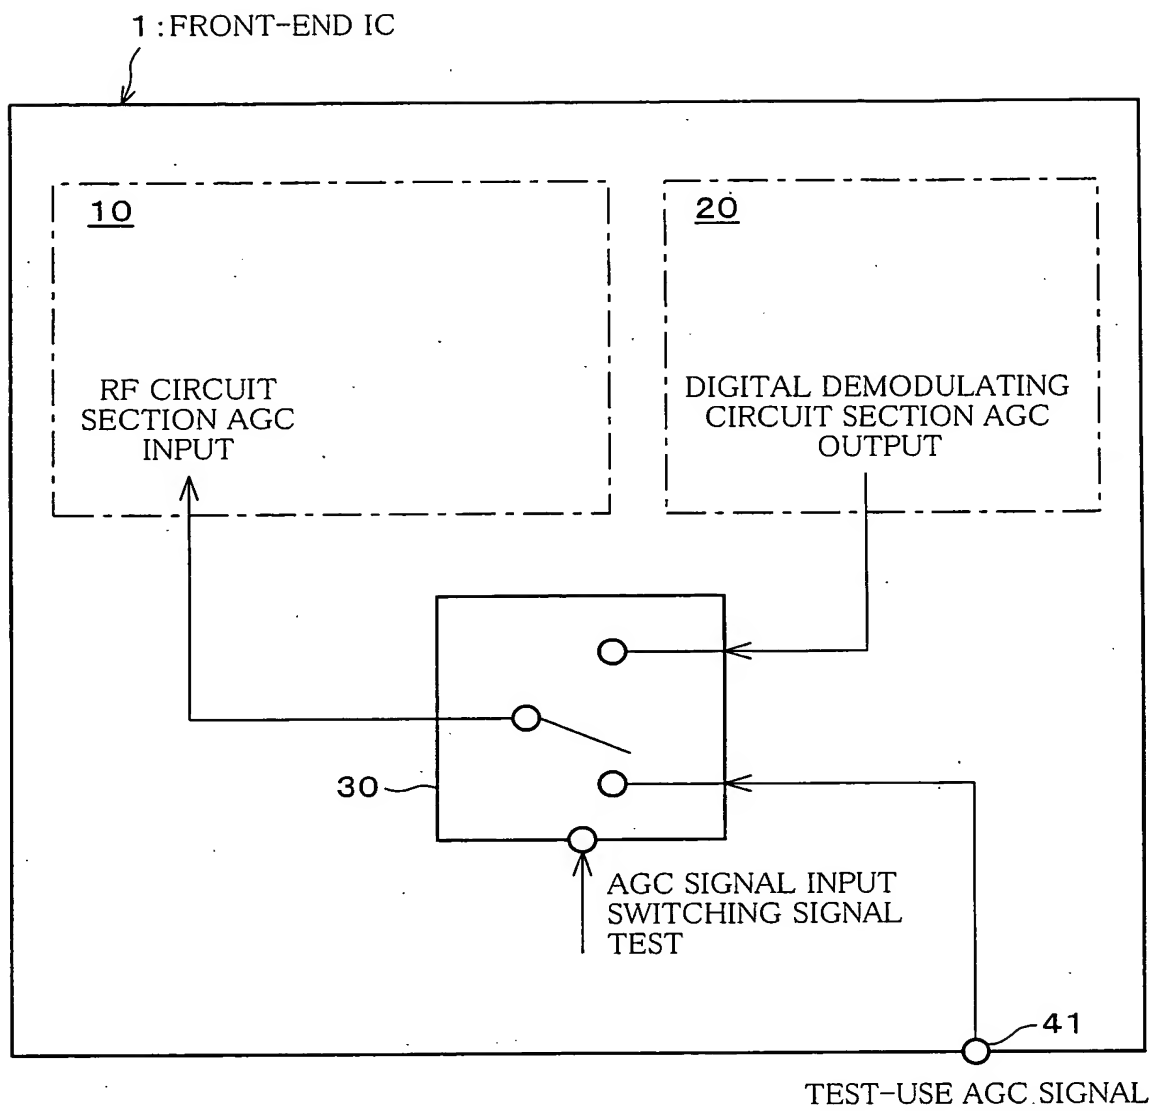 1 : FRONT-END IC
10
20
RF CIRCUIT
SECTION AGC
INPUT
DIGITAL DEMODULATING
CIRCUIT SECTION AGC
OUTPUT
30
AGC SIGNAL INPUT
SWITCHING SIGNAL
TEST
41
TEST-USE AGC SIGNAL